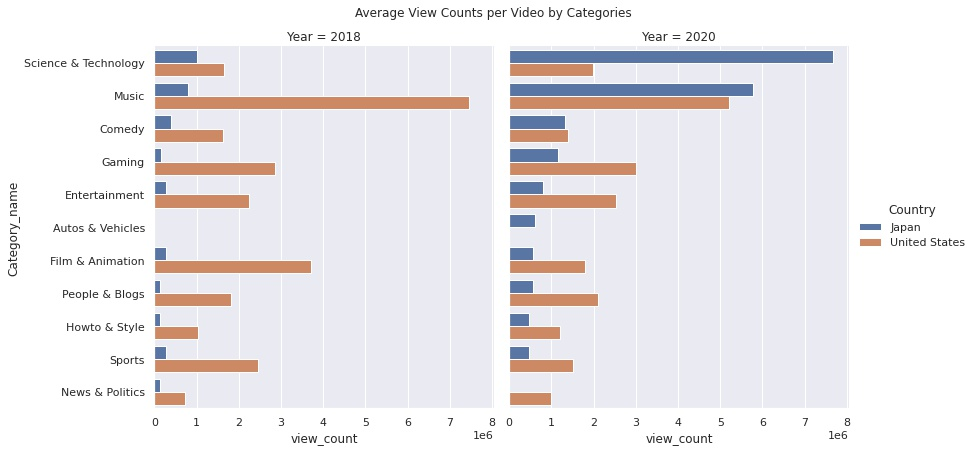 Average View Counts per Video by Categories
Year = 2018
Year = 2020
Category_name
Science & Technology
Music
Comedy
Gaming
Entertainment
Autos & Vehicles
Film & Animation
People & Blogs
Howto & Style
Sports
News & Politics
0 1 2 3 4 5 6 7 8
1e6
view_count
0 1 2 3 4 5 6 7 8
1e6
view_count
Country
Japan
United States